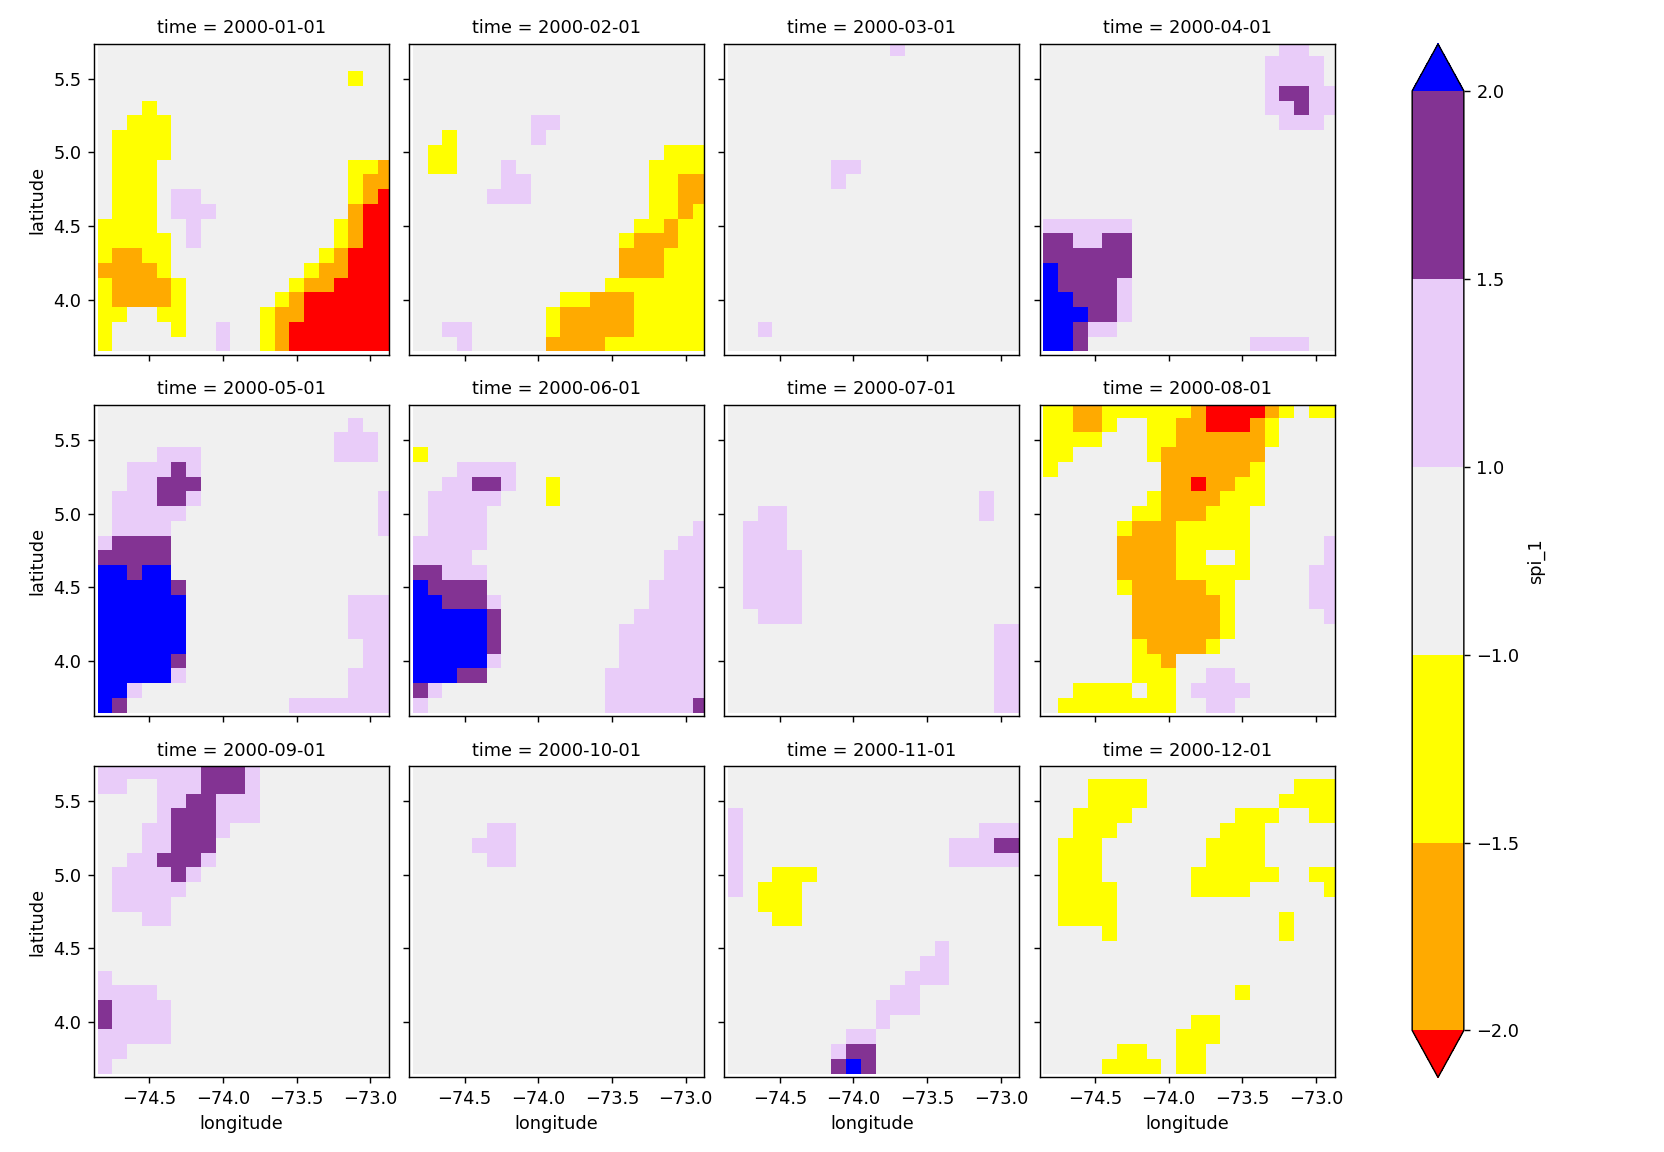 time = 2000-01-01
time = 2000-02-01
time = 2000-03-01
time = 2000-04-01
5.5
5.0
4.5
4.0
latitude
time = 2000-05-01
time = 2000-06-01
time = 2000-07-01
time = 2000-08-01
5.5
5.0
4.5
4.0
latitude
time = 2000-09-01
time = 2000-10-01
time = 2000-11-01
time = 2000-12-01
5.5
5.0
4.5
4.0
latitude
−74.5 −74.0 −73.5 −73.0
longitude
−74.5 −74.0 −73.5 −73.0
longitude
−74.5 −74.0 −73.5 −73.0
longitude
−74.5 −74.0 −73.5 −73.0
longitude
2.0
1.5
1.0
−1.0
−1.5
−2.0
spi_1